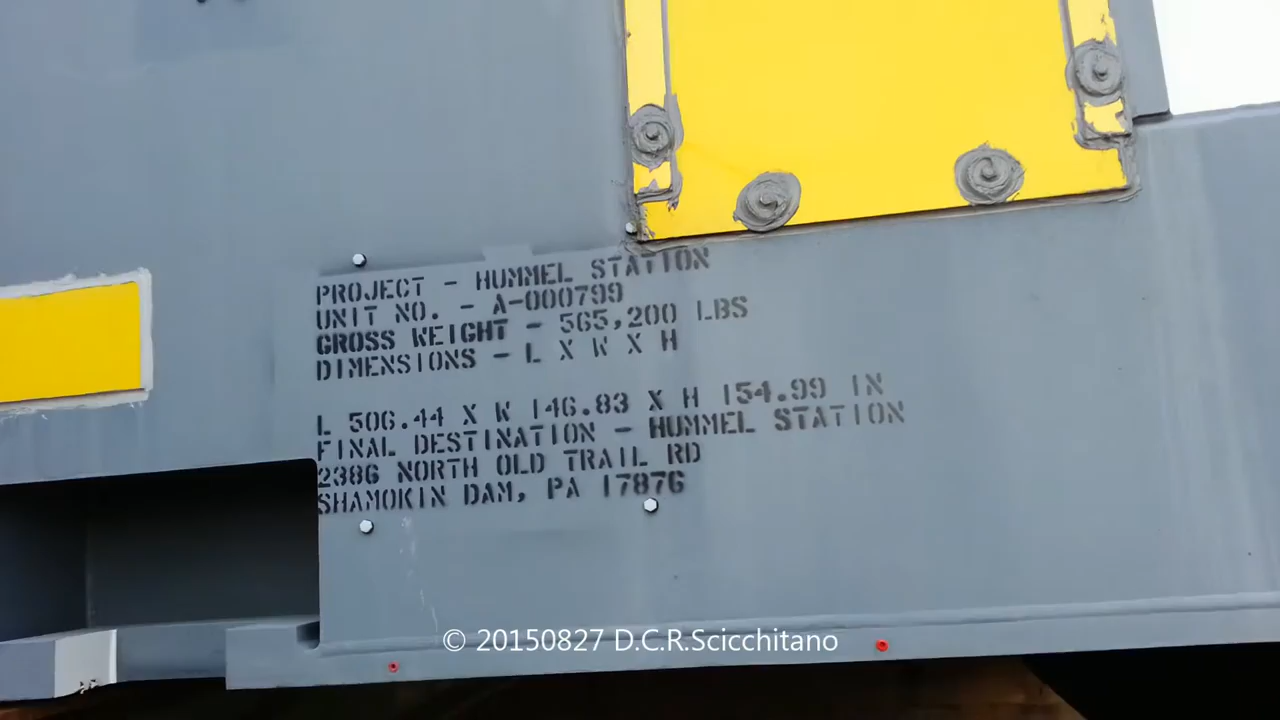 PROJECT - HUMMEL STATION
UNIT NO. - A-000799
GROSS WEIGHT - 565,200 LBS
DIMENSIONS - L X W X H
L 506.44 X W 146.83 X H 154.99 IN
FINAL DESTINATION - HUMMEL STATION
2386 NORTH OLD TRAIL RD
SHAMOKIN DAM, PA 17876
© 20150827 D.C.R.Scicchitano